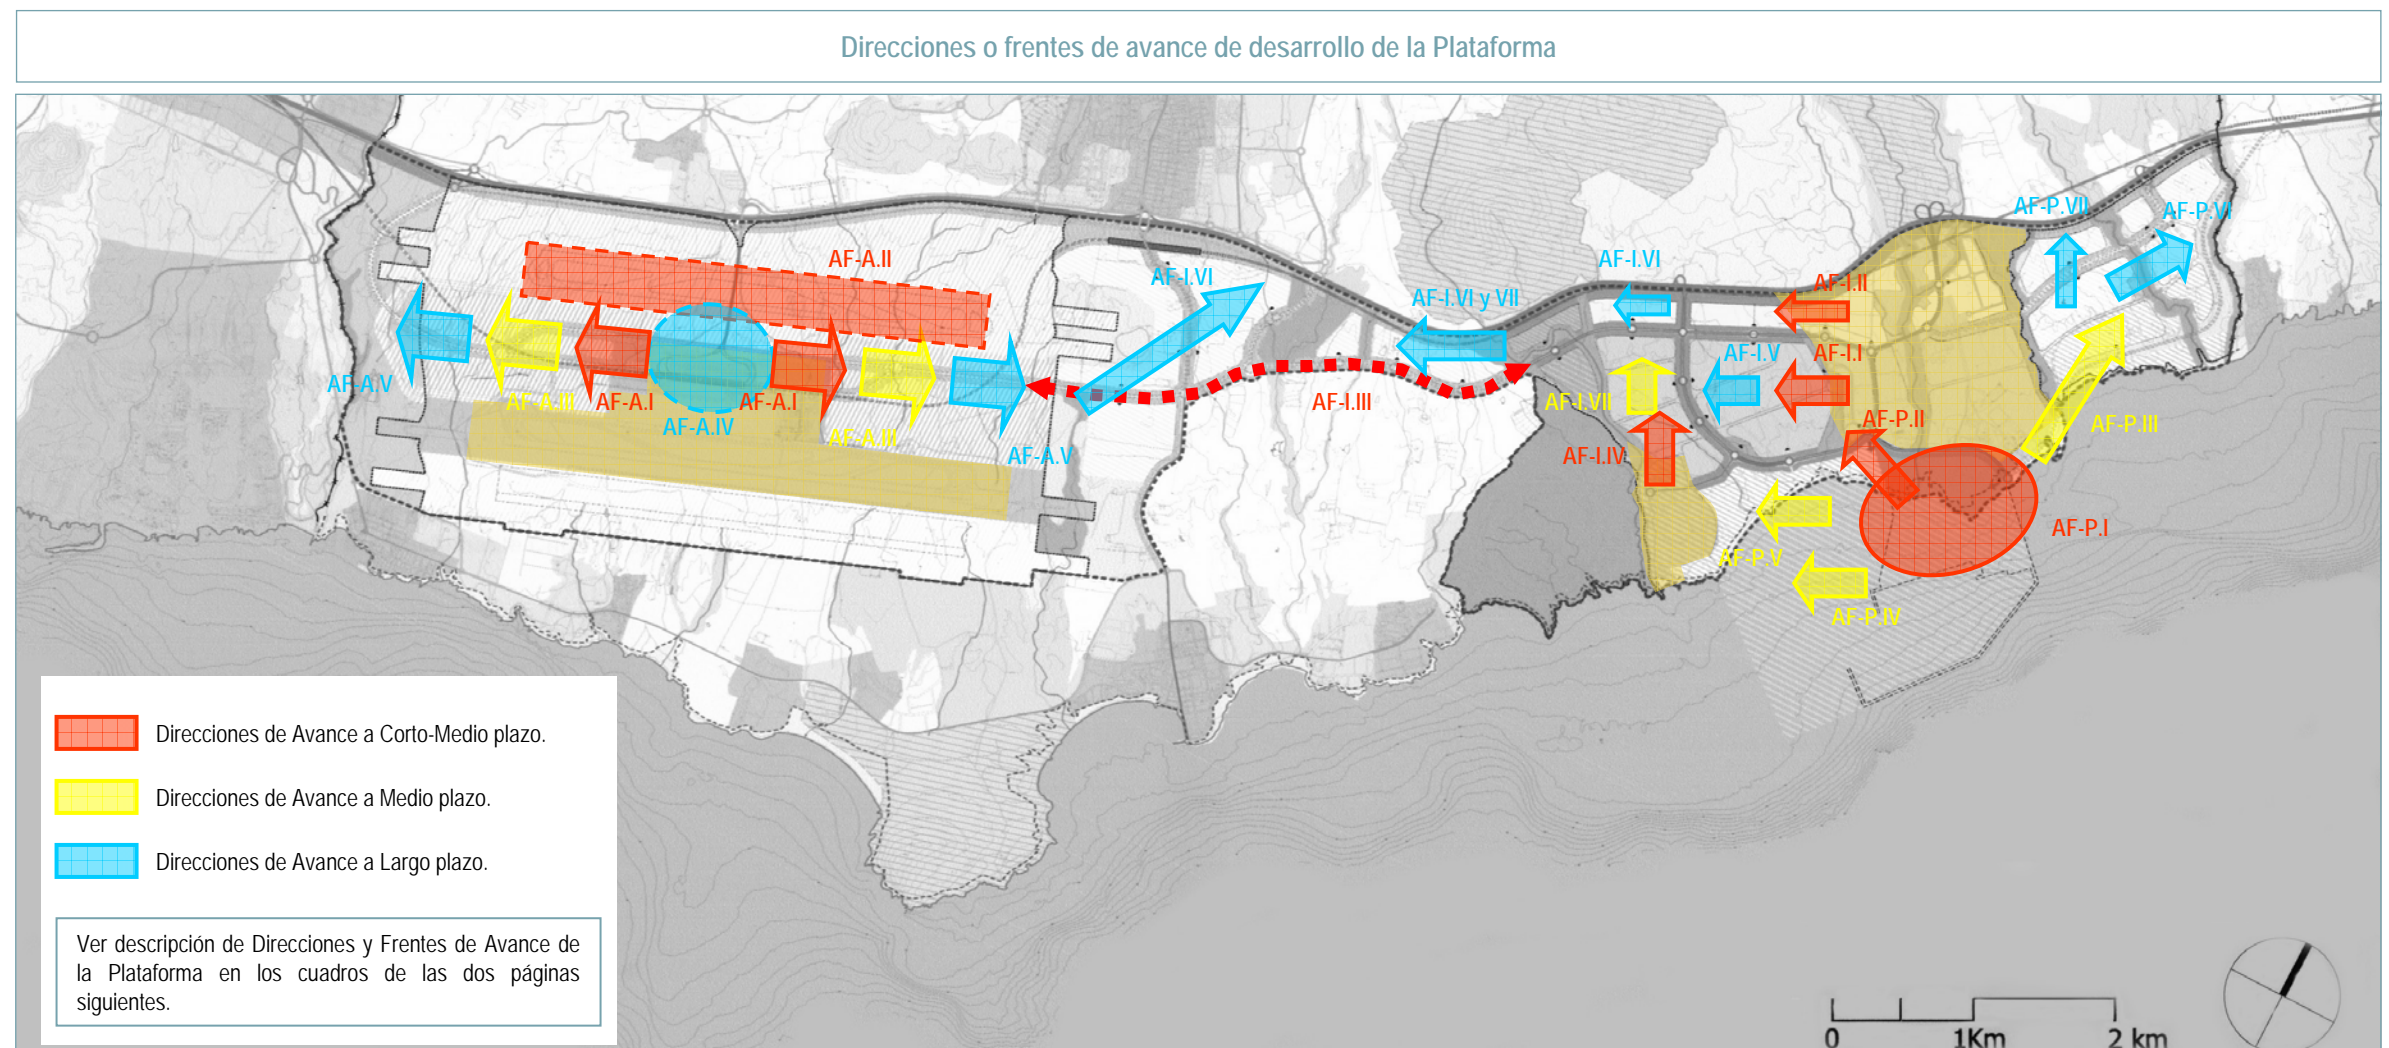 Direcciones o frentes de avance de desarrollo de la Plataforma
AF-P.VII
AF-P.VI
AF-A.II
AF-I.VI
AF-I.VI
AF-I.II
AF-I.VI y VII
AF-A.V
AF-A.III
AF-A.I
AF-A.I
AF-A.IV
AF-A.III
AF-A.V
AF-I.III
AF-I.V
AF-I.I
AF-I.VII
AF-P.II
AF-P.III
AF-I.IV
AF-P.I
AF-P.V
AF-P.IV
Direcciones de Avance a Corto-Medio plazo.
Direcciones de Avance a Medio plazo.
Direcciones de Avance a Largo plazo.
Ver descripción de Direcciones y Frentes de Avance de
la Plataforma en los cuadros de las dos páginas
siguientes.
0 1Km 2 km